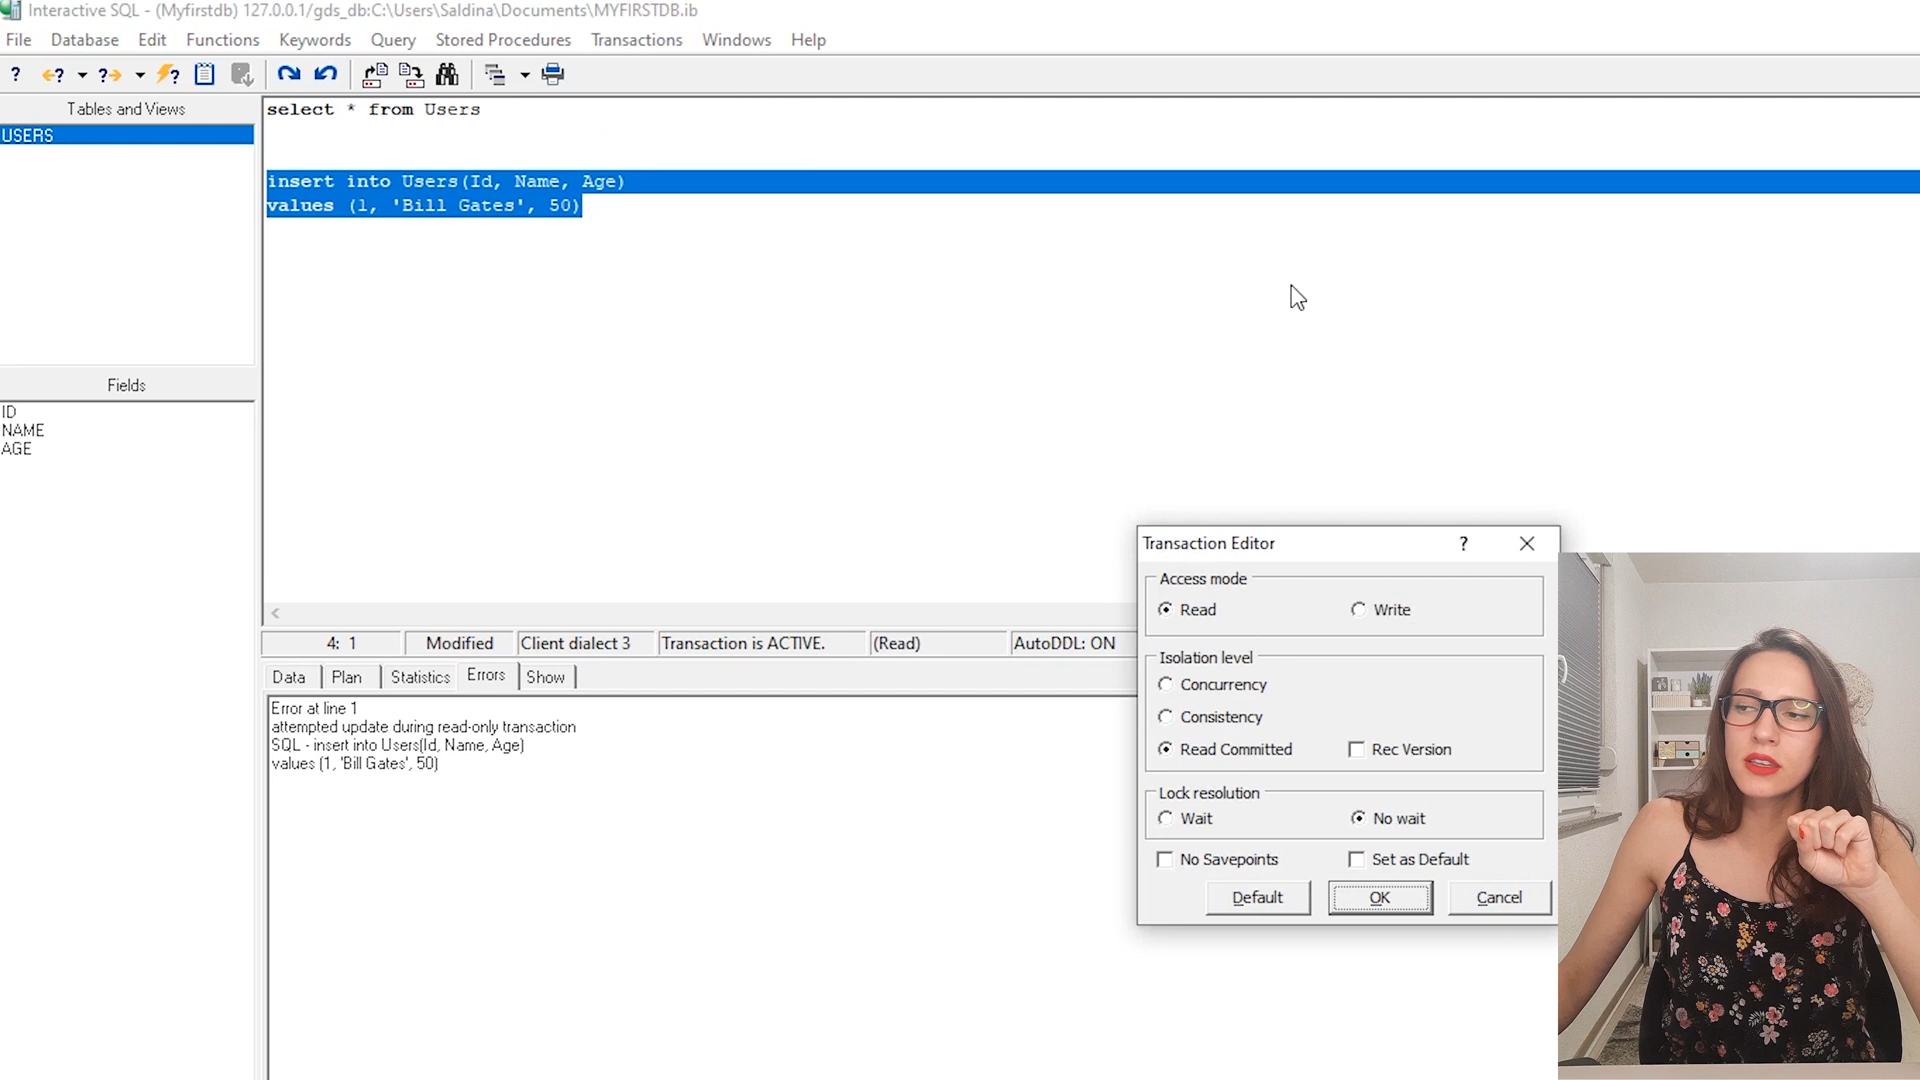 Interactive SQL - (Myfirstdb) 127.0.0.1/gds_db:C:\Users\Saldina\Documents\MYFIRSTDB.ib
File Database Edit Functions Keywords Query Stored Procedures Transactions Windows Help
Tables and Views
USERS
select * from Users
insert into Users(Id, Name, Age)
values (1, 'Bill Gates', 50)
Fields
ID
NAME
AGE
4: 1 Modified Client dialect 3 Transaction is ACTIVE. (Read) AutoDDL: ON
Data Plan Statistics Errors Show
Error at line 1
attempted update during read-only transaction
SQL - insert into Users(Id, Name, Age)
values (1, 'Bill Gates', 50)
Transaction Editor
Access mode
Read Write
Isolation level
Concurrency
Consistency
Read Committed Rec Version
Lock resolution
Wait No wait
No Savepoints Set as Default
Default OK Cancel